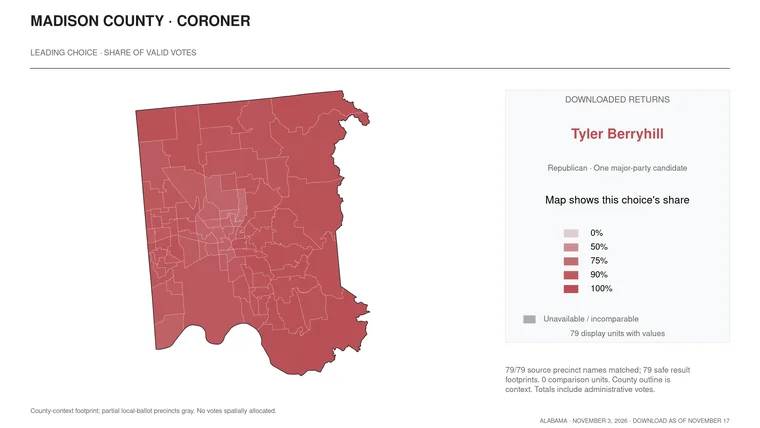 MADISON COUNTY · CORONER
LEADING CHOICE · SHARE OF VALID VOTES
DOWNLOADED RETURNS
Tyler Berryhill
Republican · One major-party candidate
Map shows this choice's share
0%
50%
75%
90%
100%
Unavailable / incomparable
79 display units with values
79/79 source precinct names matched; 79 safe result
footprints. 0 comparison units. County outline is
context. Totals include administrative votes.
County-context footprint; partial local-ballot precincts gray. No votes spatially allocated.
ALABAMA · NOVEMBER 3, 2026 · DOWNLOAD AS OF NOVEMBER 17